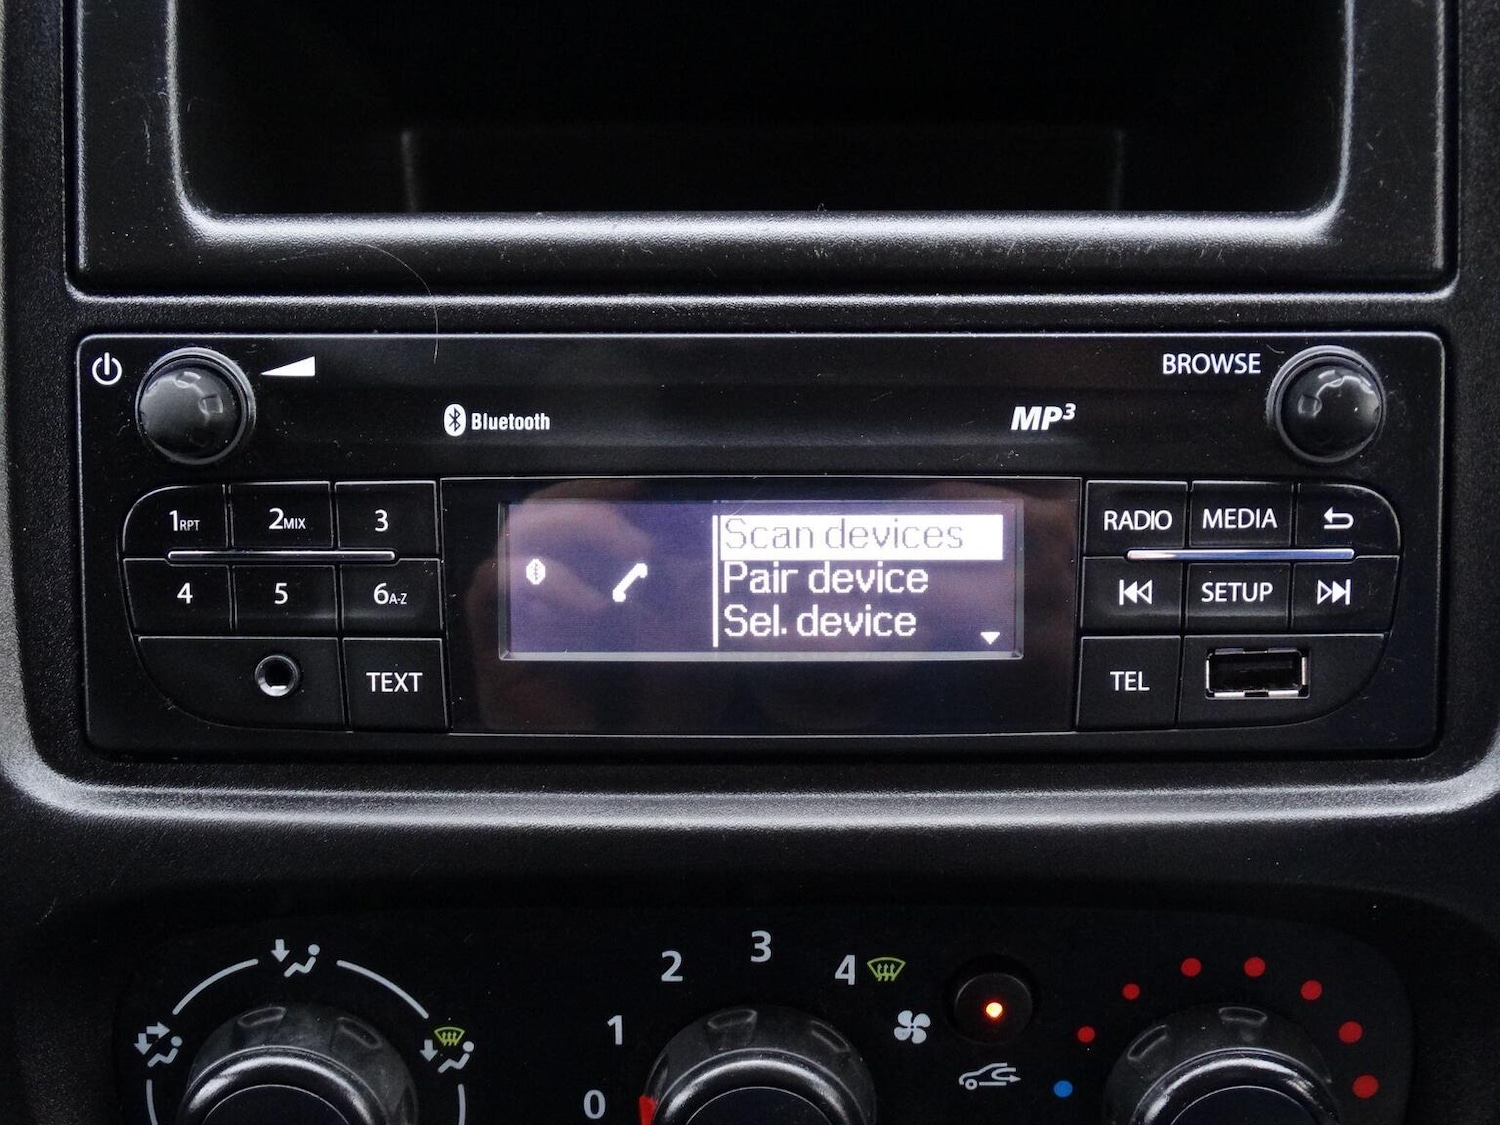 BROWSE
Bluetooth
MP3
1RPT
2MIX
3
4
5
6A-Z
TEXT
Scan devices
Pair device
Sel. device
RADIO
MEDIA
SETUP
TEL
0
1
2
3
4